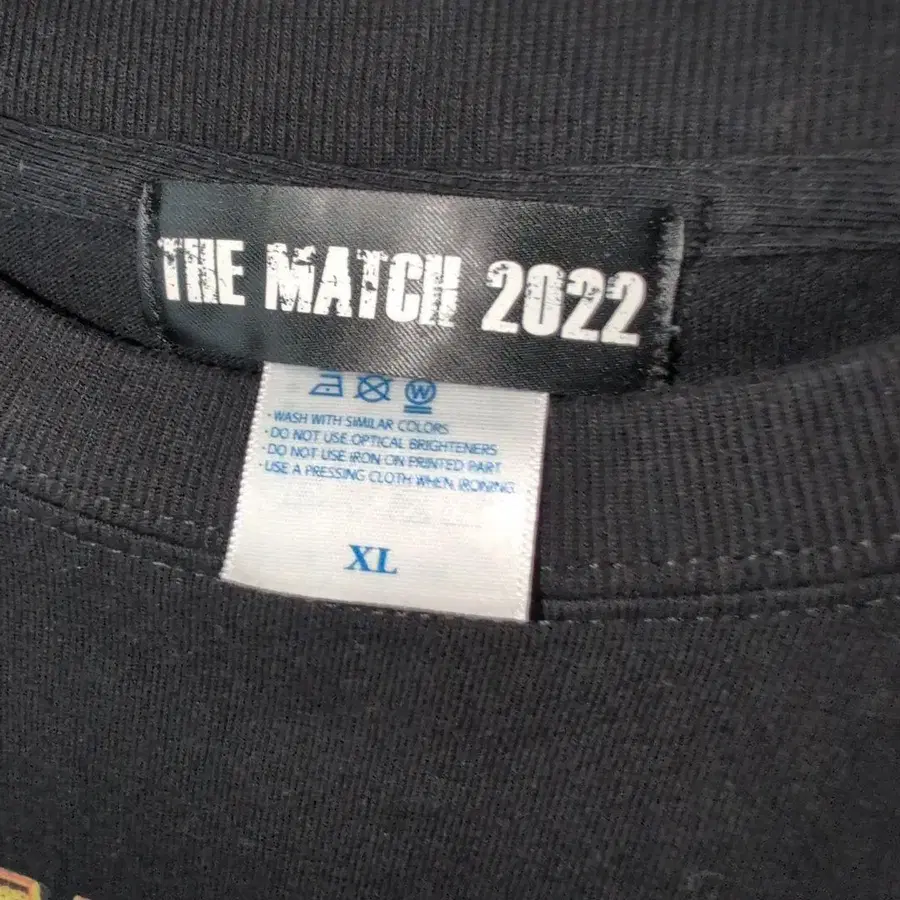 THE MATCH 2022
W
・WASH WITH SIMILAR COLORS
・DO NOT USE OPTICAL BRIGHTENERS
・DO NOT USE IRON ON PRINTED PART
・USE A PRESSING CLOTH WHEN IRONING.
XL